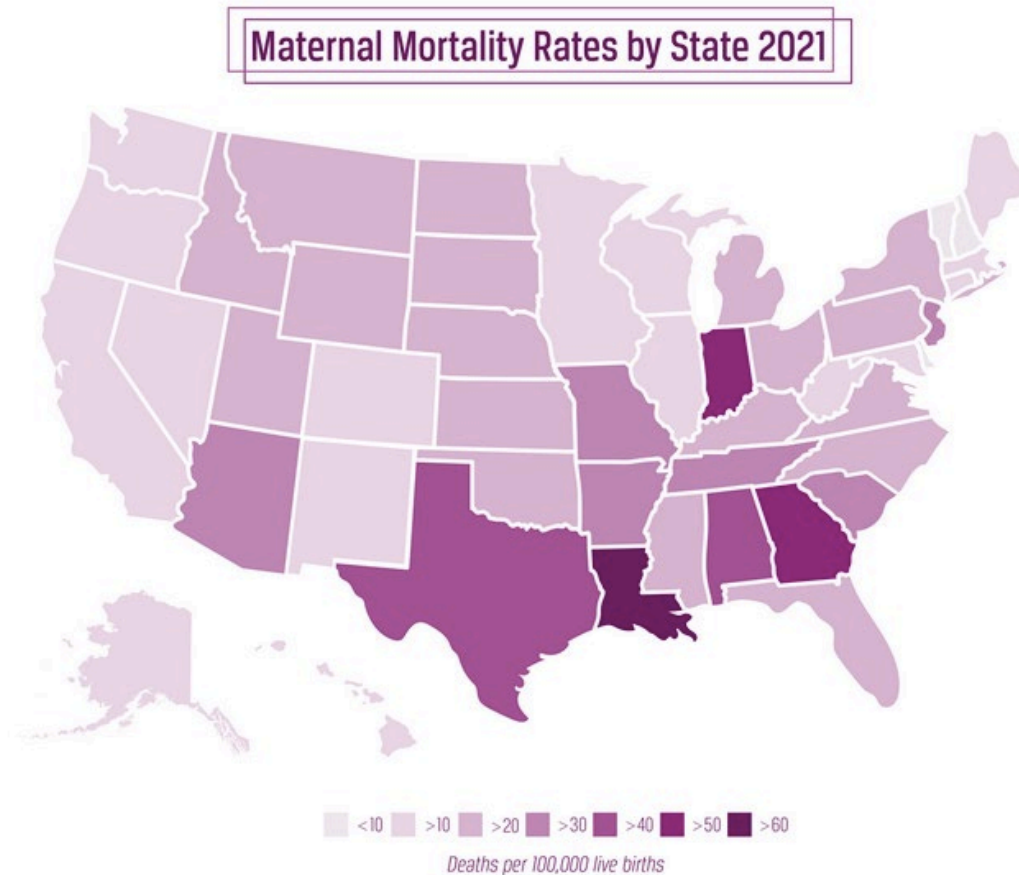 Maternal Mortality Rates by State 2021
<10 >10 >20 >30 >40 >50 >60
Deaths per 100,000 live births